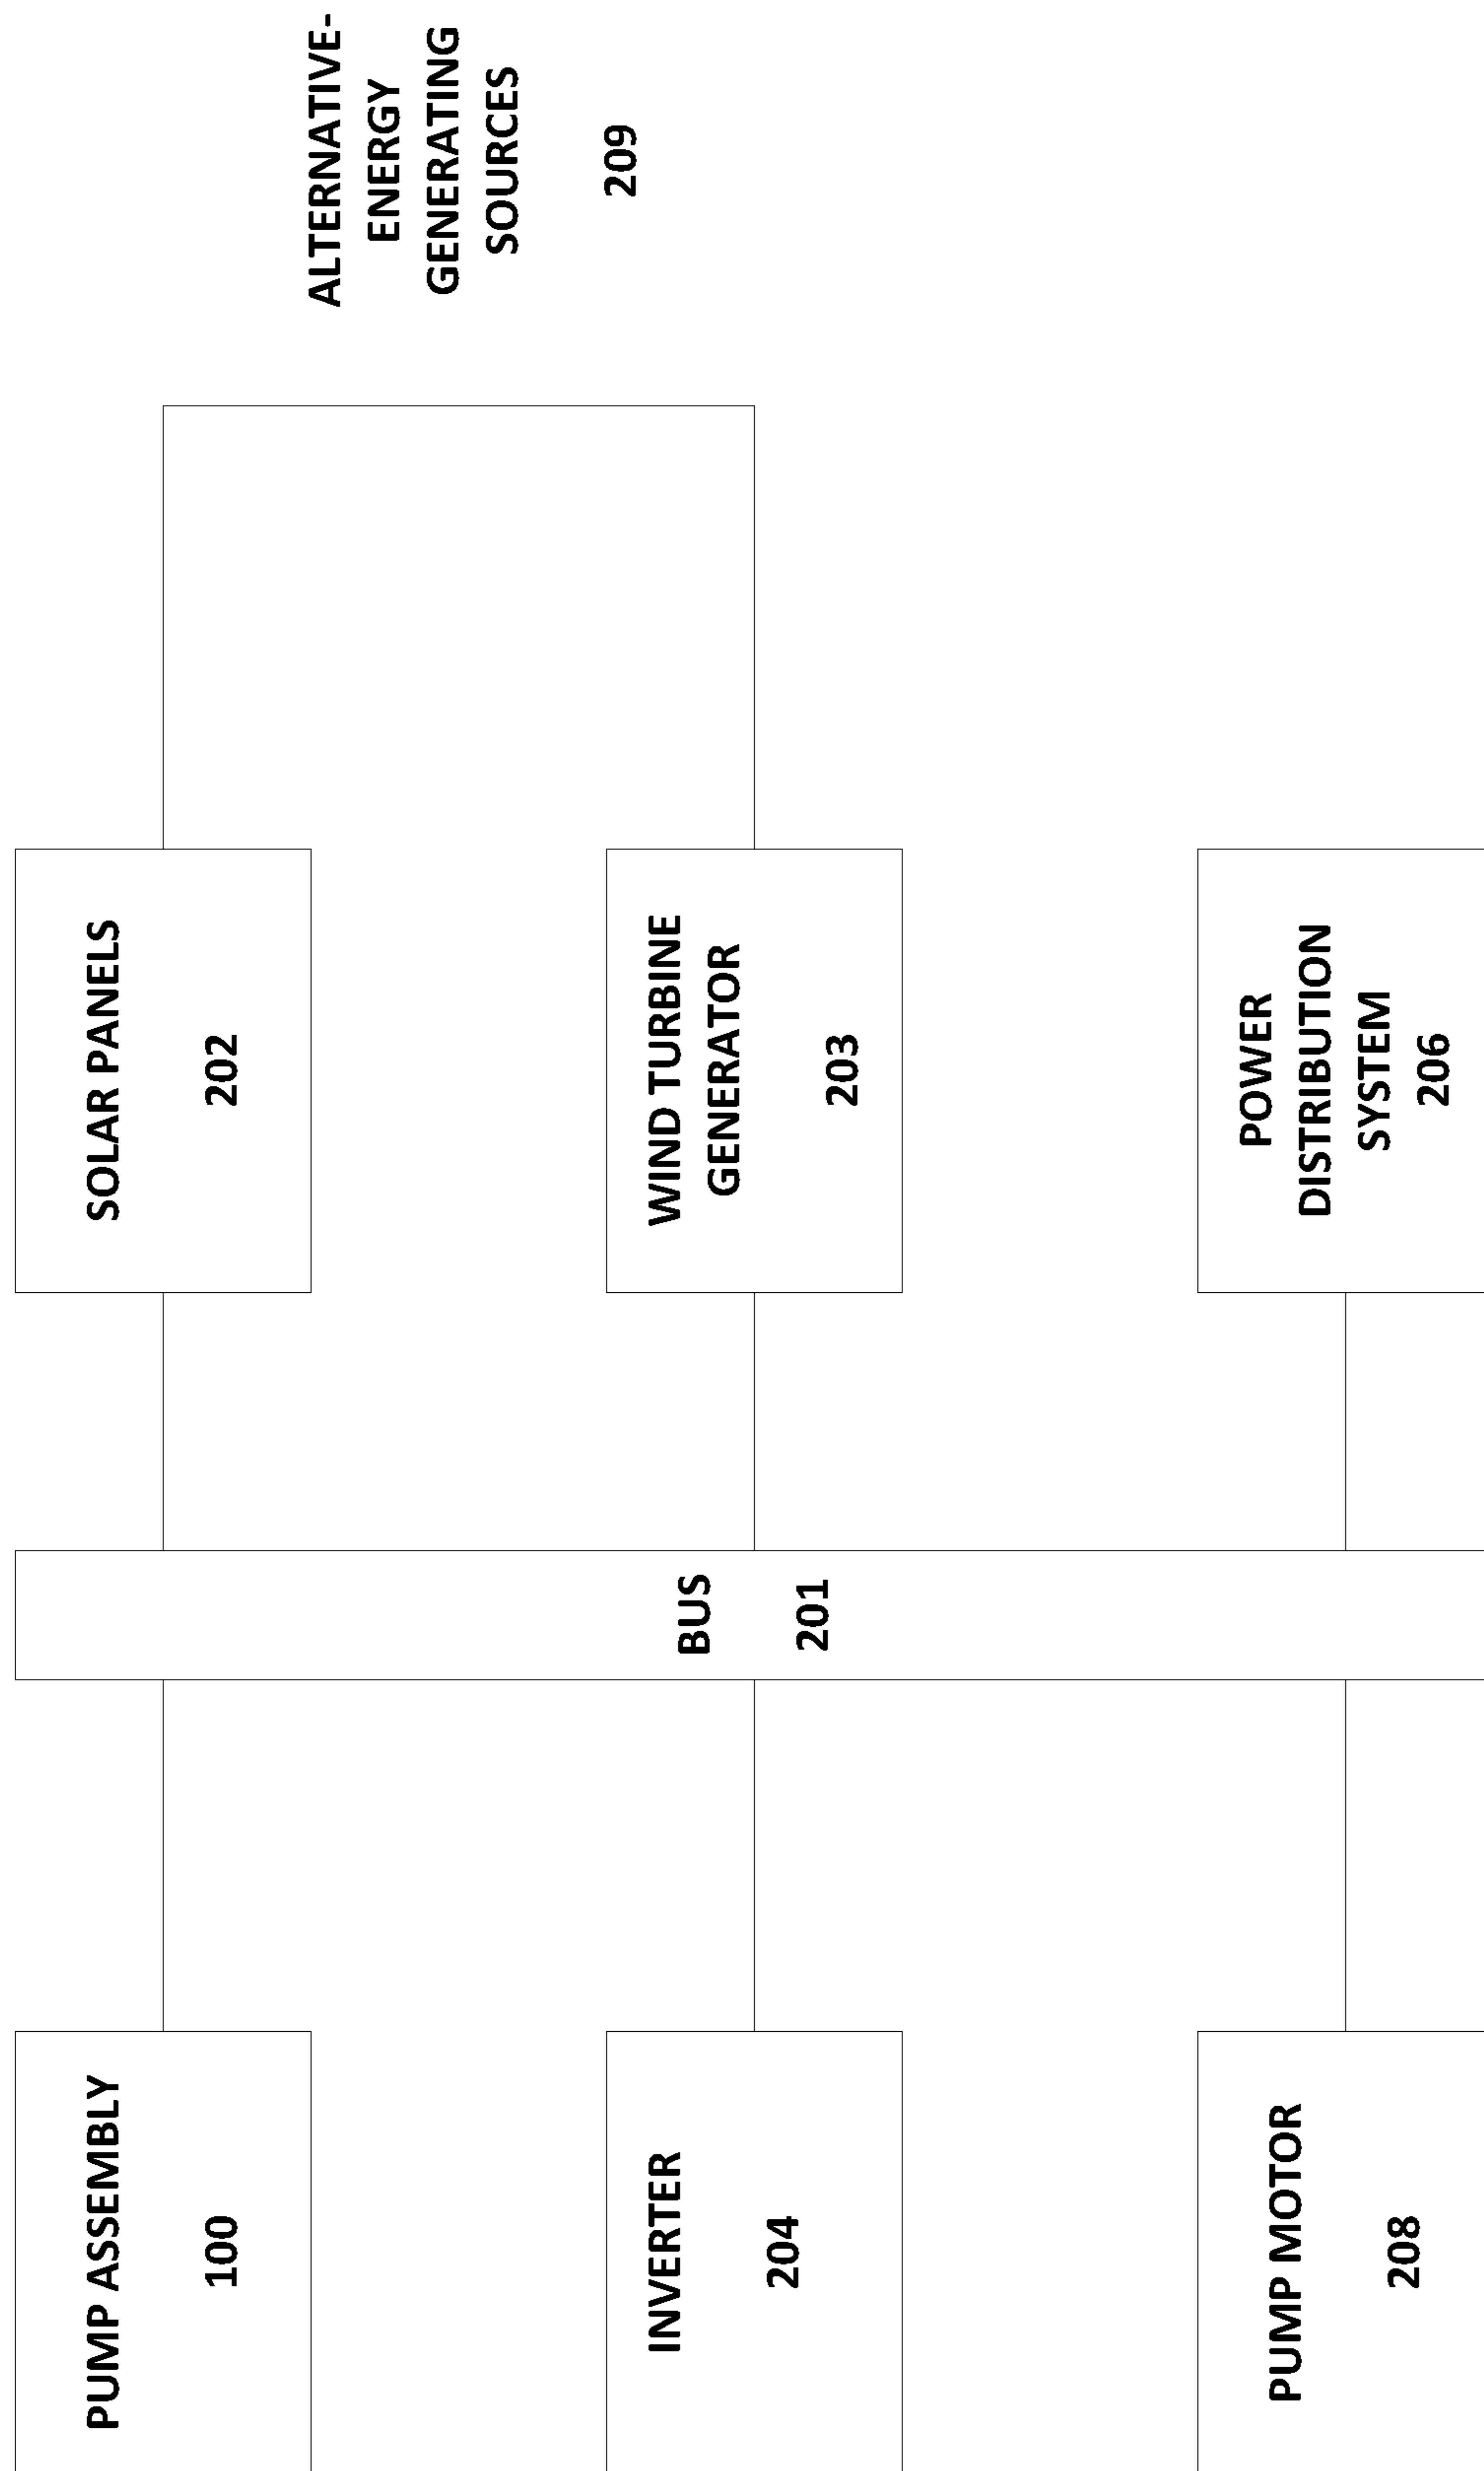 PUMP ASSEMBLY
100
SOLAR PANELS
202
ALTERNATIVE-
ENERGY
GENERATING
SOURCES
209
INVERTER
204
BUS
201
WIND TURBINE
GENERATOR
203
PUMP MOTOR
208
POWER
DISTRIBUTION
SYSTEM
206